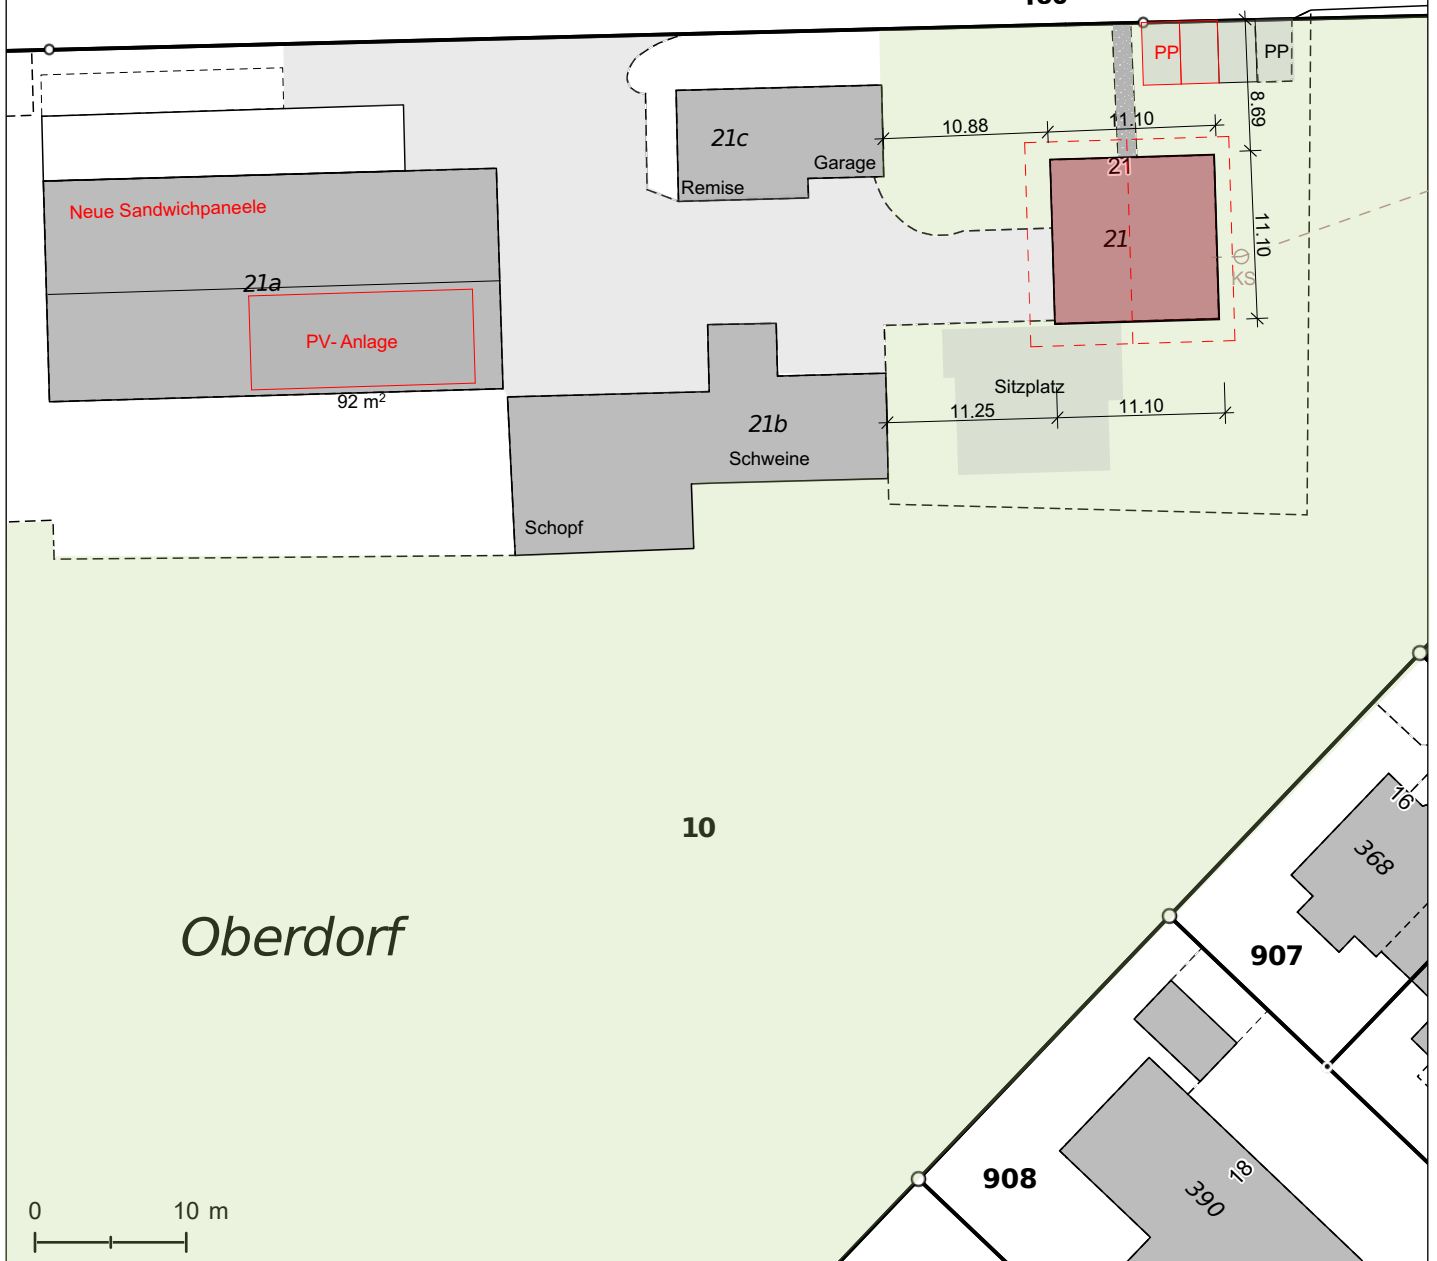 PP
PP
8.69
21c
10.88
11.10
Garage
21
Remise
Neue Sandwichpaneele
21
11.10
21a
KS
PV- Anlage
92 m²
Sitzplatz
11.25
11.10
21b
Schweine
Schopf
10
16
368
Oberdorf
907
908
18
390
0
10 m